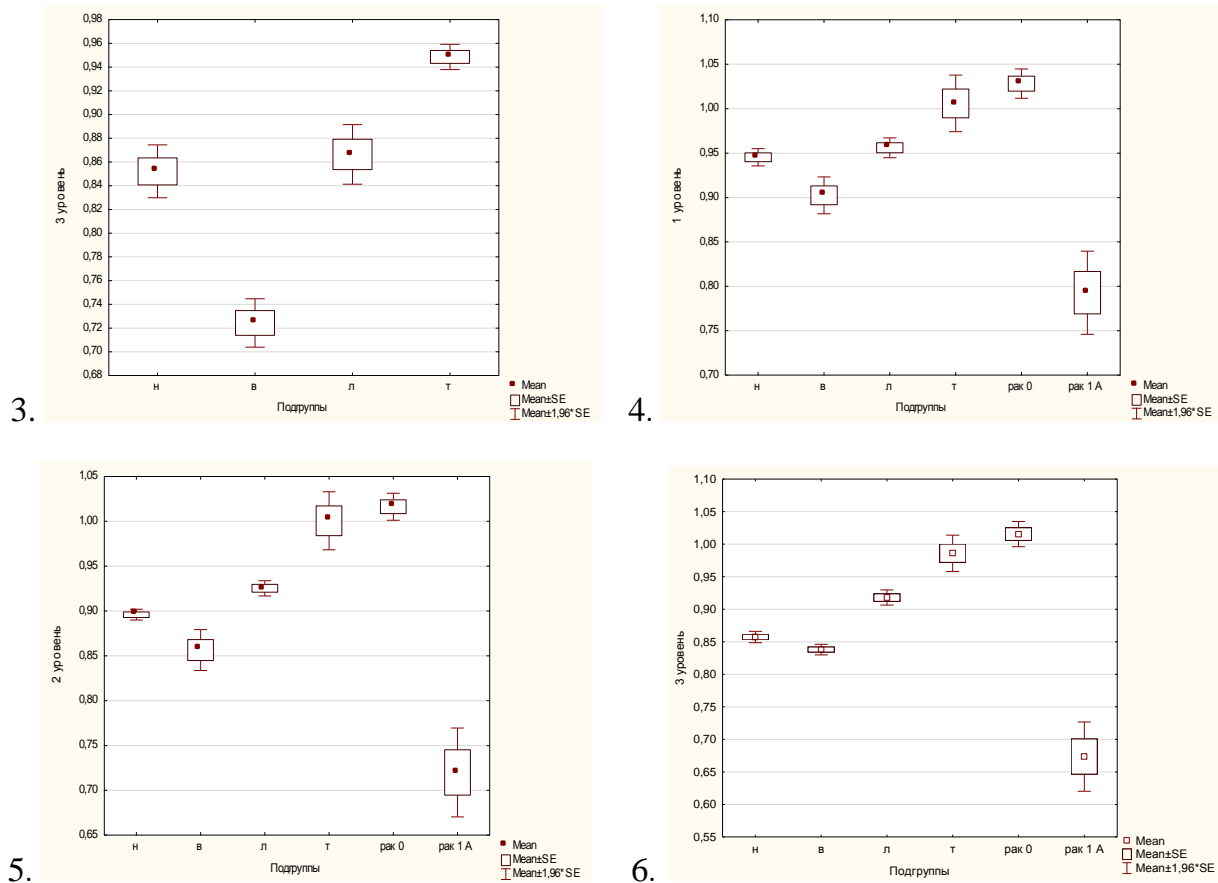 0,98
0,96
0,94
0,92
0,90
0,88
0,86
0,84
0,82
0,80
0,78
0,76
0,74
0,72
0,70
0,68
3 уровень
н в л т
Подгруппы
Mean
Mean±SE
Mean±1,96*SE
3.
1,10
1,05
1,00
0,95
0,90
0,85
0,80
0,75
0,70
1 уровень
н в л т рак 0 рак 1 А
Подгруппы
Mean
Mean±SE
Mean±1,96*SE
4.
1,05
1,00
0,95
0,90
0,85
0,80
0,75
0,70
0,65
2 уровень
н в л т рак 0 рак 1 А
Подгруппы
Mean
Mean±SE
Mean±1,96*SE
5.
1,10
1,05
1,00
0,95
0,90
0,85
0,80
0,75
0,70
0,65
0,60
0,55
3 уровень
н в л т рак 0 рак 1 А
Подгруппы
Mean
Mean±SE
Mean±1,96*SE
6.